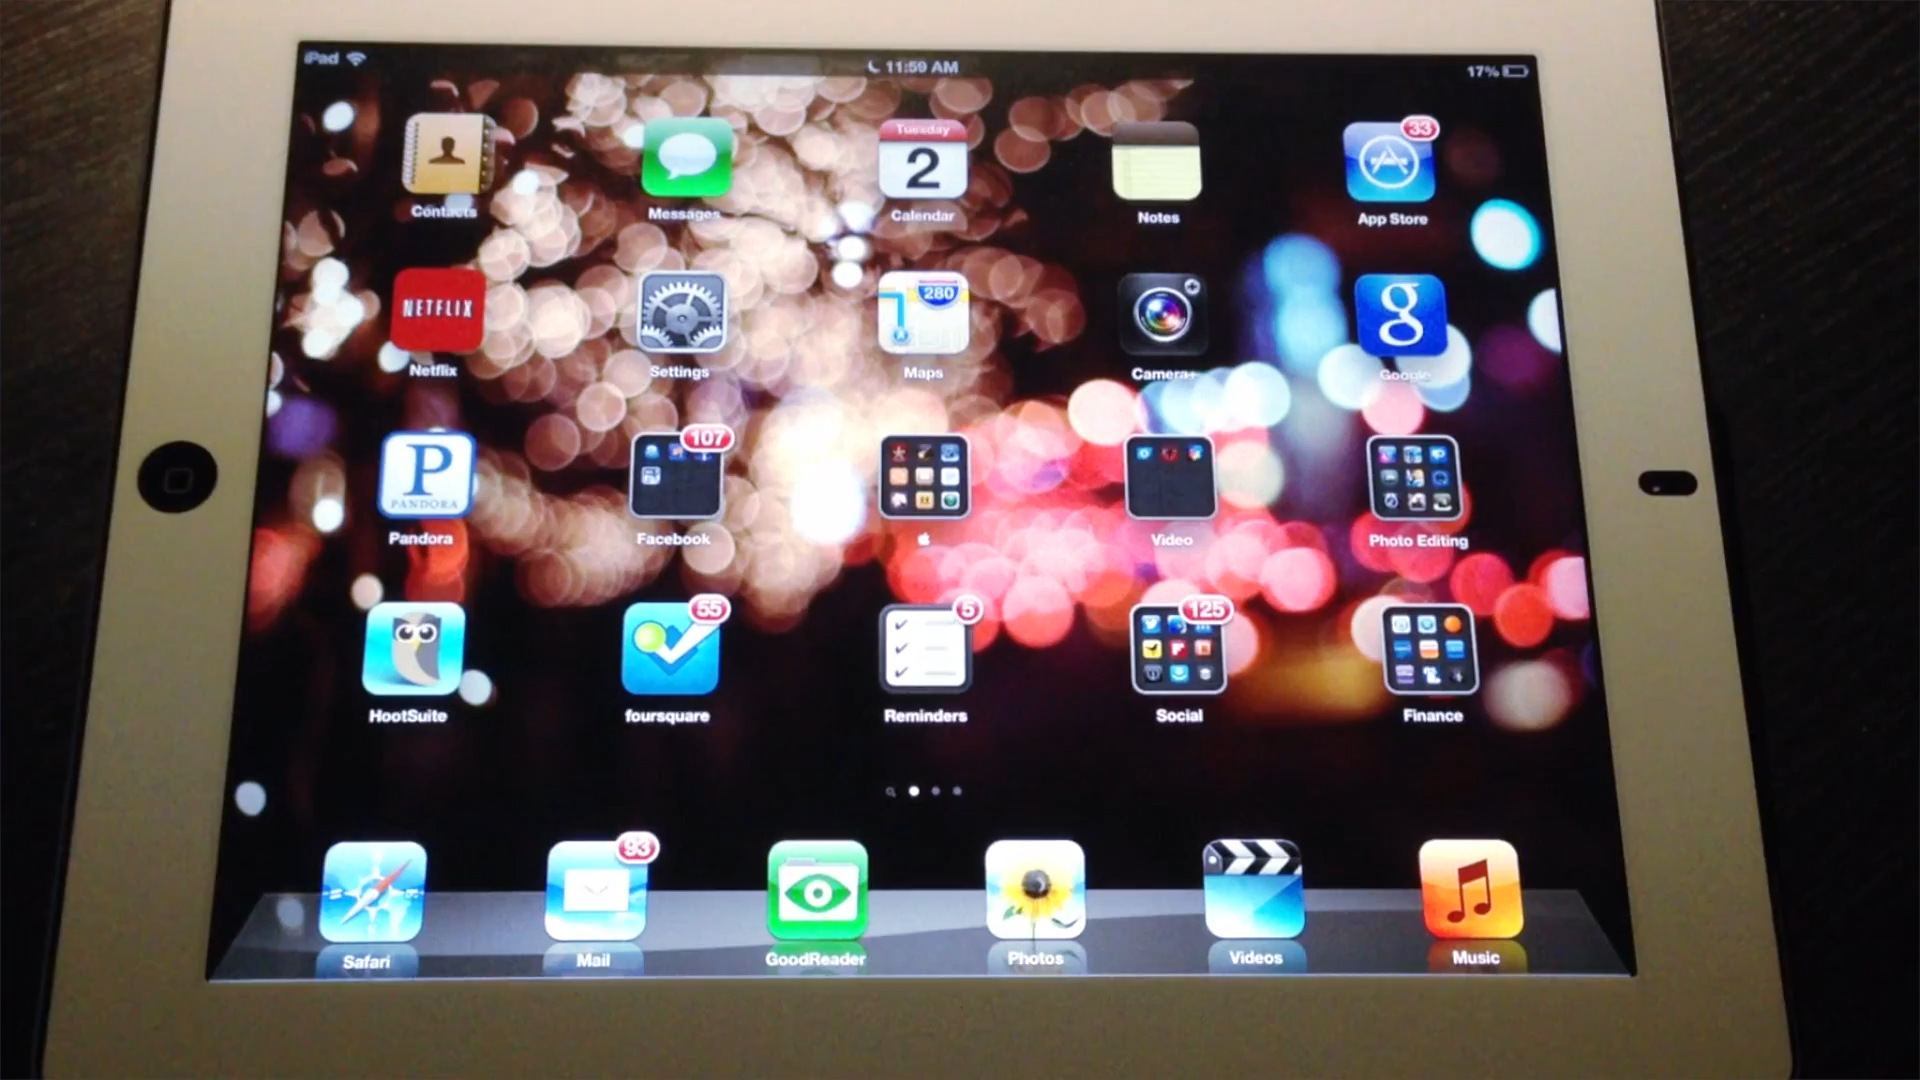 iPad 11:59 AM 17%
Tuesday 33
2
Contacts Messages Calendar Notes App Store
NETFLIX 280 g
Netflix Settings Maps Camera+ Google
P 107
PANDORA
Pandora Facebook Video Photo Editing
55 5 125
HootSuite foursquare Reminders Social Finance
93
Safari Mail GoodReader Photos Videos Music